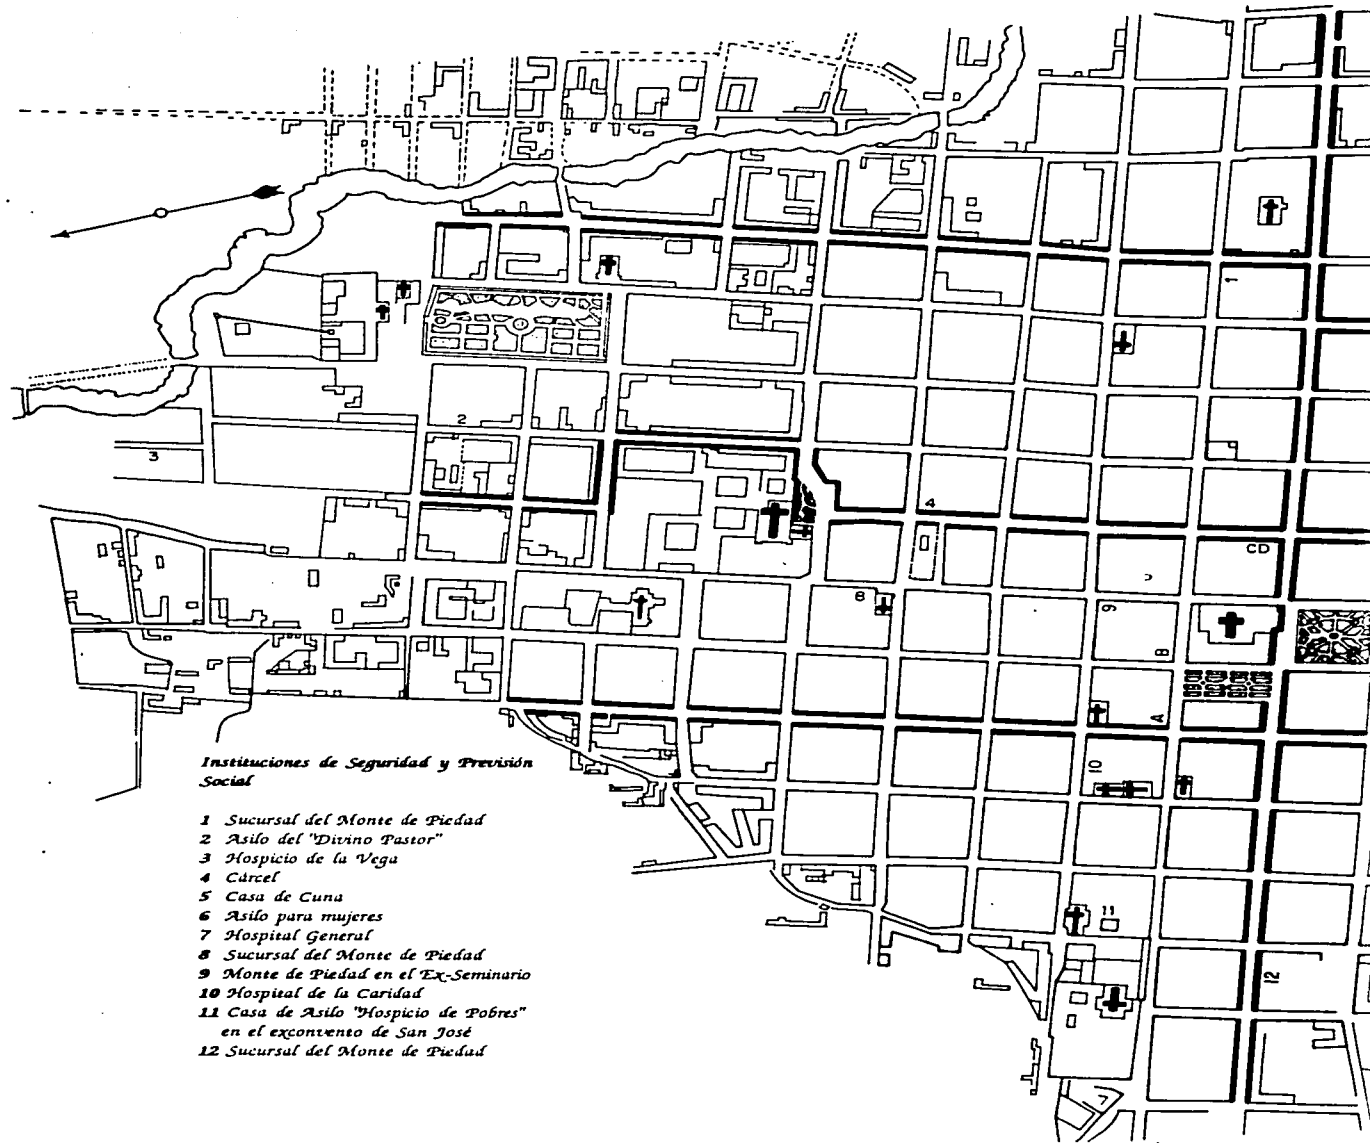 1
2
3
4
CD
8
9
B
A
10
11
12
Instituciones de Seguridad y Previsión
Social
1 Sucursal del Monte de Piedad
2 Asilo del "Divino Pastor"
3 Hospicio de la Vega
4 Cárcel
5 Casa de Cuna
6 Asilo para mujeres
7 Hospital General
8 Sucursal del Monte de Piedad
9 Monte de Piedad en el Ex-Seminario
10 Hospital de la Caridad
11 Casa de Asilo "Hospicio de Pobres"
en el exconvento de San José
12 Sucursal del Monte de Piedad